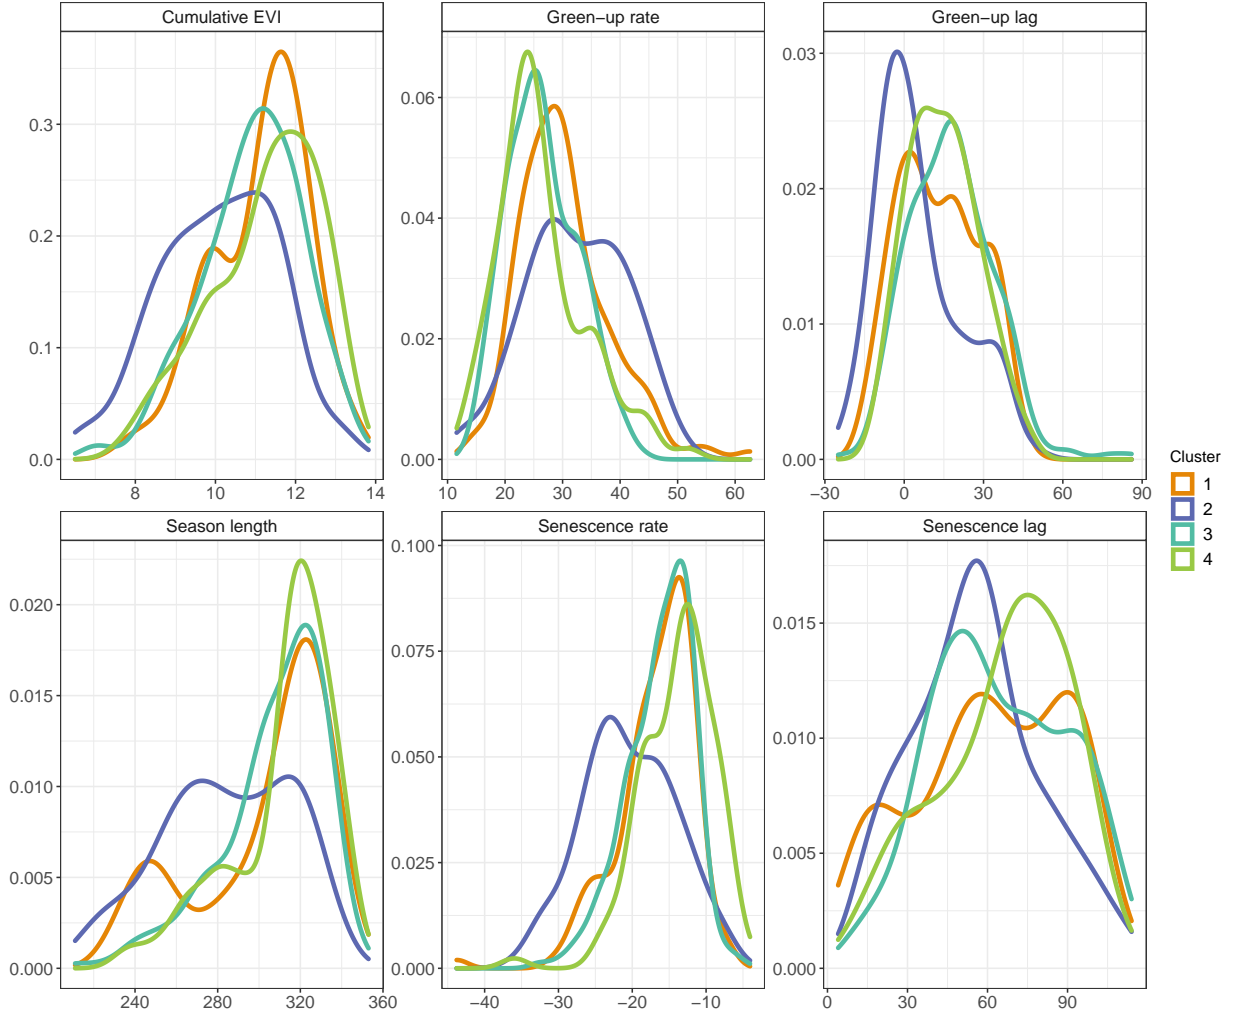 Cumulative EVI
Green−up rate
Green−up lag
0.3
0.2
0.1
0.0
8 10 12 14
0.06
0.04
0.02
0.00
10 20 30 40 50 60
0.03
0.02
0.01
0.00
−30 0 30 60 90
Season length
Senescence rate
Senescence lag
0.020
0.015
0.010
0.005
0.000
240 280 320 360
0.100
0.075
0.050
0.025
0.000
−40 −30 −20 −10
0.015
0.010
0.005
0.000
0 30 60 90
Cluster
1
2
3
4